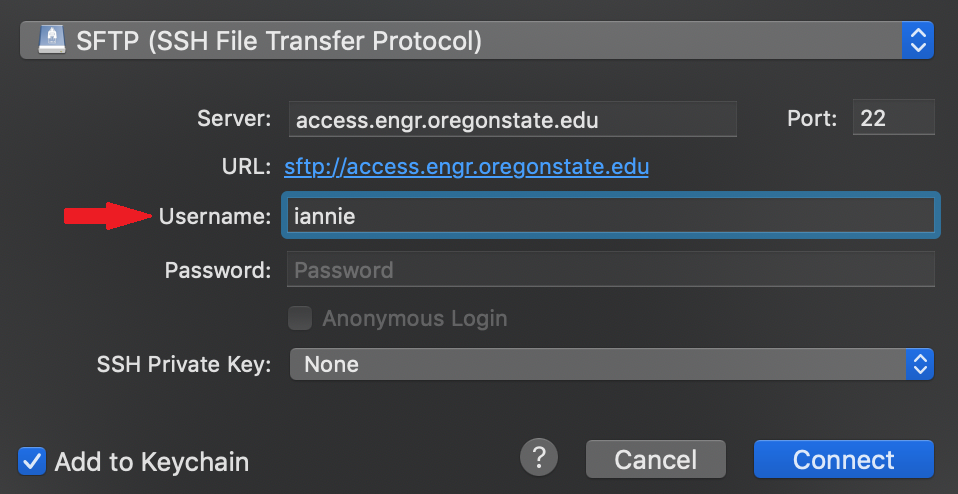 SFTP (SSH File Transfer Protocol)
Server: access.engr.oregonstate.edu Port: 22
URL: sftp://access.engr.oregonstate.edu
Username: iannie
Password: Password
Anonymous Login
SSH Private Key: None
Add to Keychain ? Cancel Connect